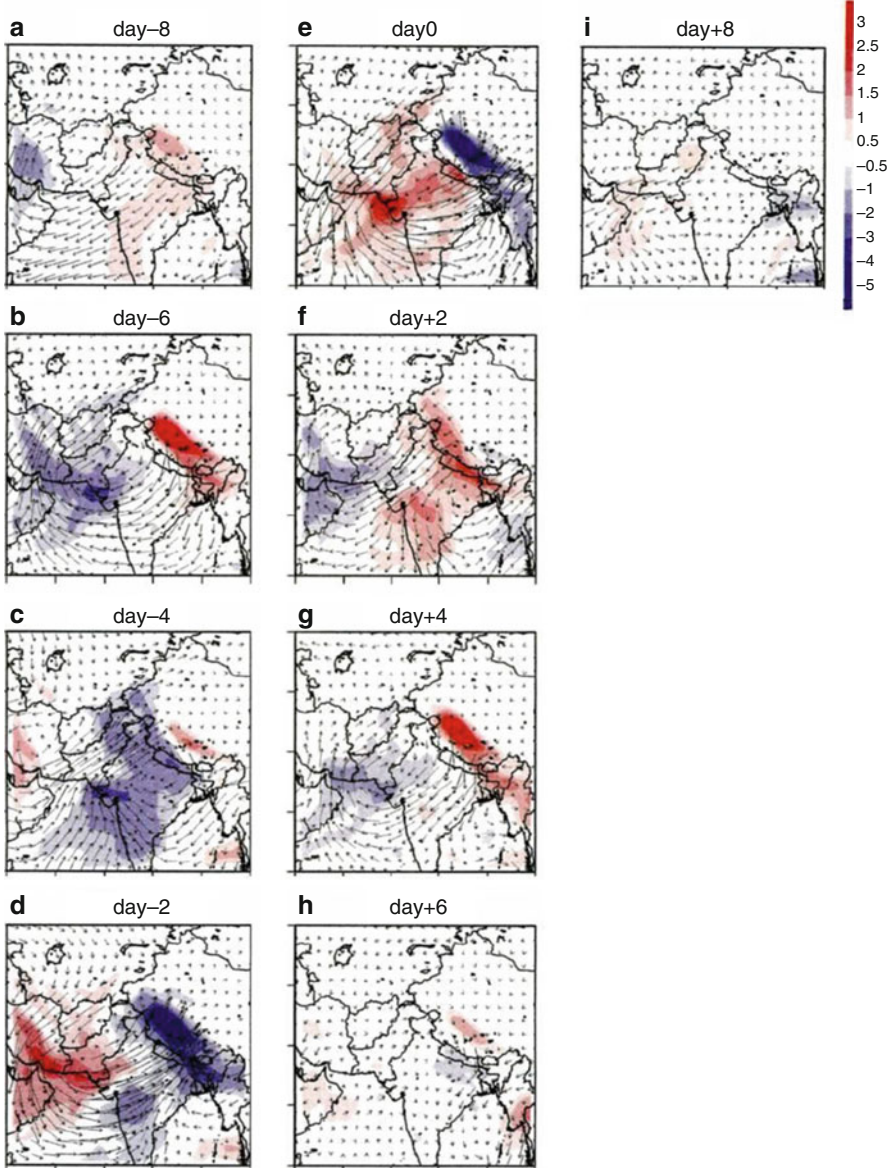 a day–8
b day–6
c day–4
d day–2
e day0
f day+2
g day+4
h day+6
i day+8
3
2.5
2
1.5
1
0.5
–0.5
–1
–2
–3
–4
–5